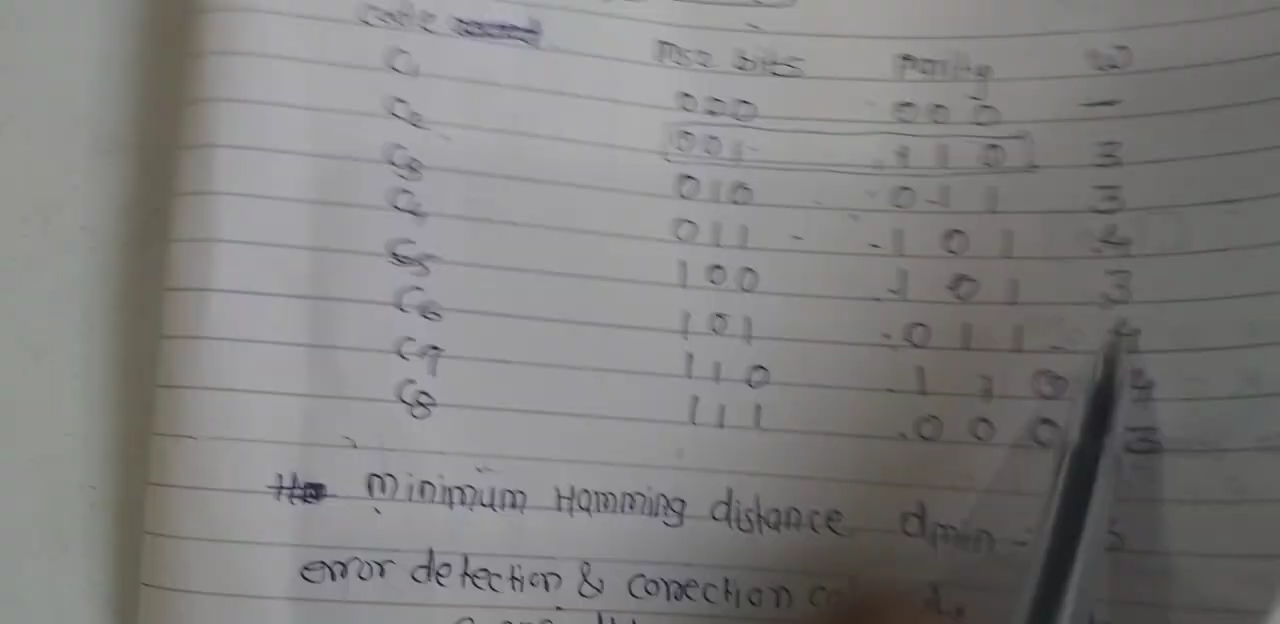 code msg bits parity w
C1 000 000 —
C2 001 110 3
C3 010 011 3
C4 011 101 4
C5 100 101 3
C6 101 011 4
C7 110 110 4
C8 111 000 3
minimum Hamming distance dmin = 3
error detection & correction